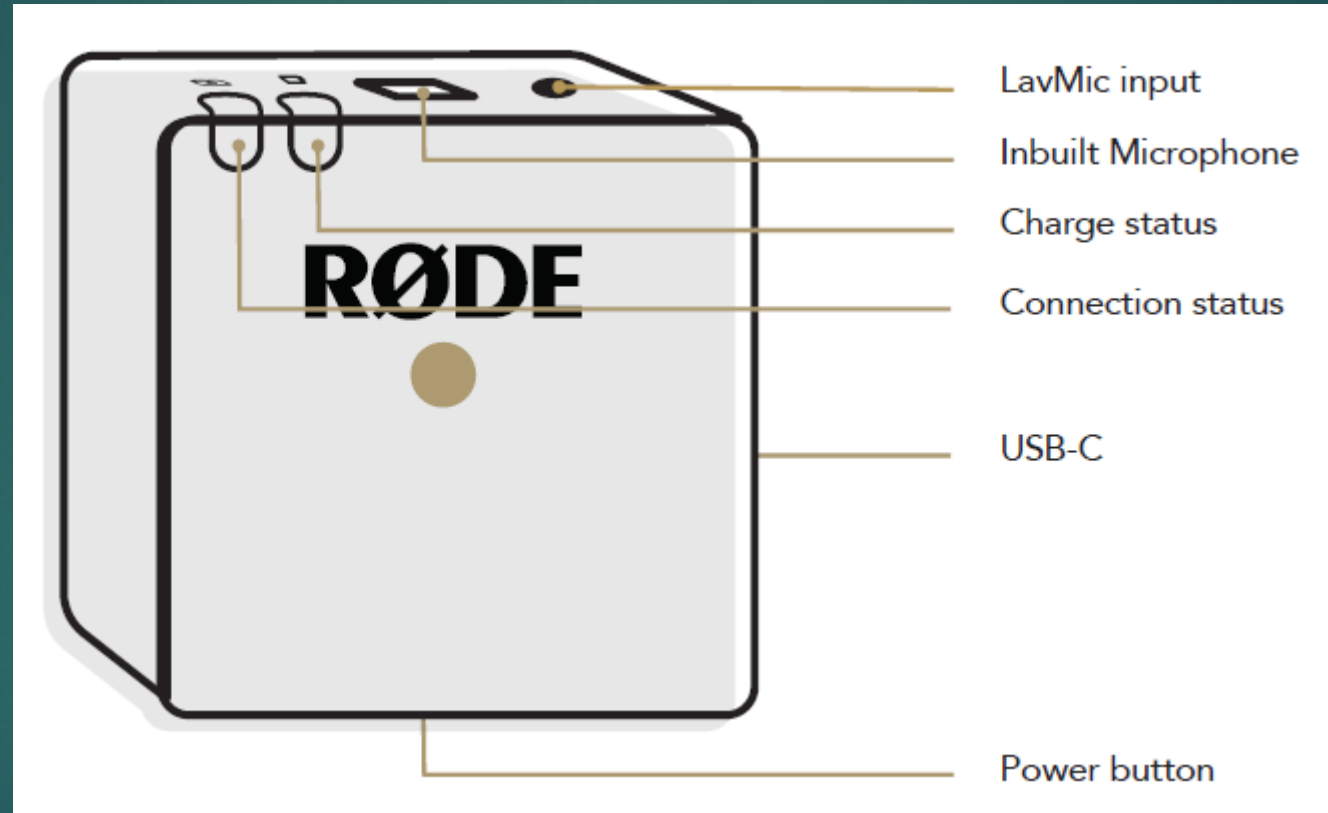 LavMic input
Inbuilt Microphone
Charge status
RØDE
Connection status
USB-C
Power button